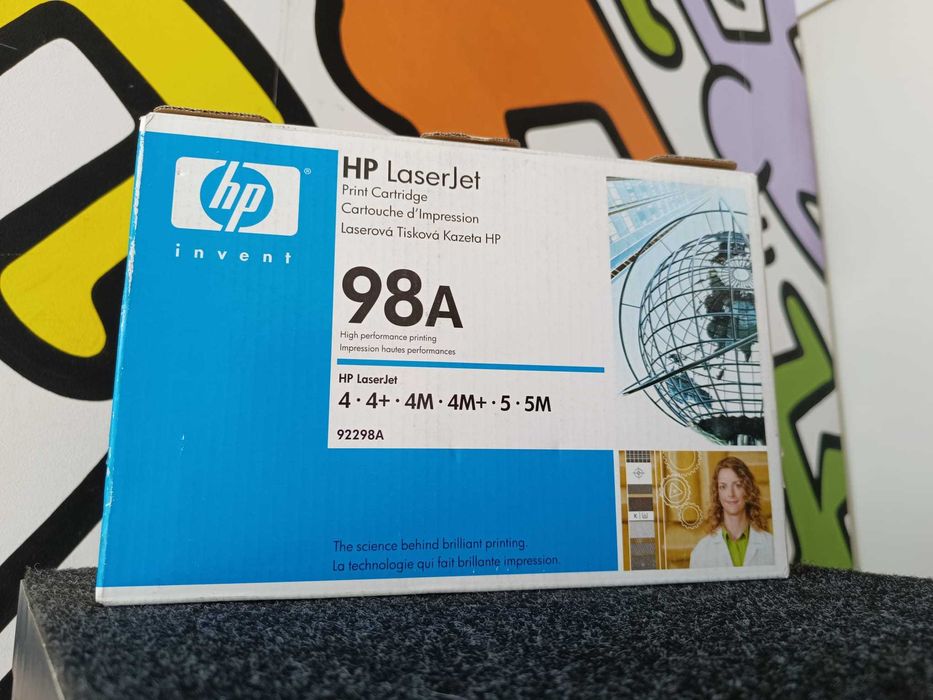 hp®
invent
HP LaserJet
Print Cartridge
Cartouche d'Impression
Laserová Tisková Kazeta HP
98A
High performance printing
Impression hautes performances
HP LaserJet
4 · 4+ · 4M · 4M+ · 5 · 5M
92298A
The science behind brilliant printing.
La technologie qui fait brillante impression.